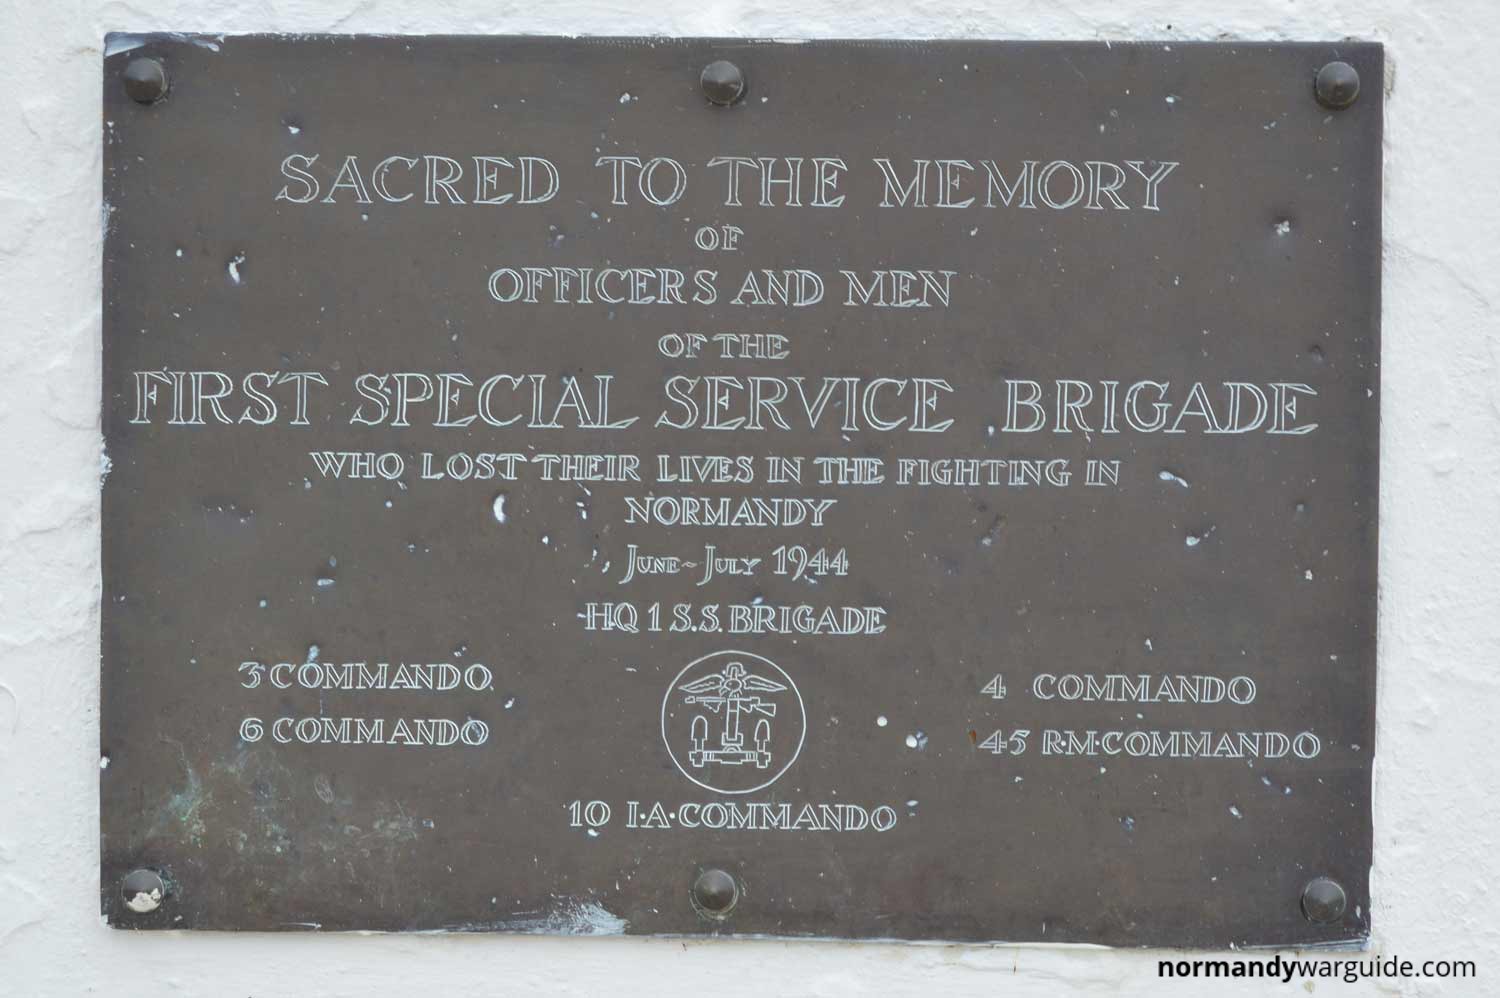 SACRED TO THE MEMORY
OF
OFFICERS AND MEN
OF THE
FIRST SPECIAL SERVICE BRIGADE
WHO LOST THEIR LIVES IN THE FIGHTING IN
NORMANDY
JUNE~JULY 1944
HQ 1 S.S. BRIGADE
3 COMMANDO
4 COMMANDO
6 COMMANDO
45 R·M·COMMANDO
10 I·A·COMMANDO
normandywarguide.com